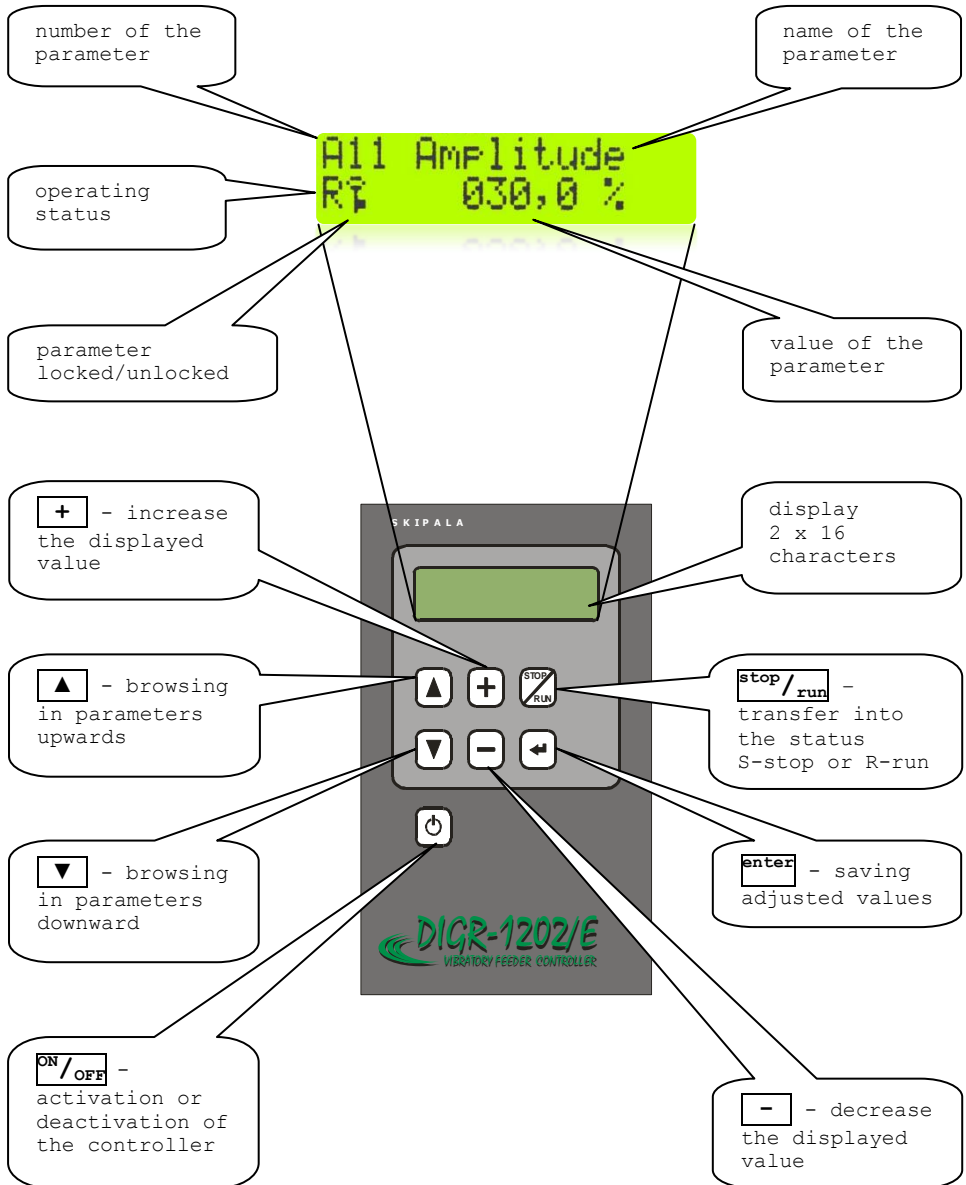 number of the
parameter
name of the
parameter
A11 Amplitude
R 030,0 %
operating
status
parameter
locked/unlocked
value of the
parameter
+ - increase
the displayed
value
SKIPALA
display
2 x 16
characters
▲ - browsing
in parameters
upwards
STOP
RUN
stop/run –
transfer into
the status
S-stop or R-run
▼ - browsing
in parameters
downward
enter - saving
adjusted values
DIGR-1202/E
VIBRATORY FEEDER CONTROLLER
ON/OFF -
activation or
deactivation of
the controller
- - decrease
the displayed
value